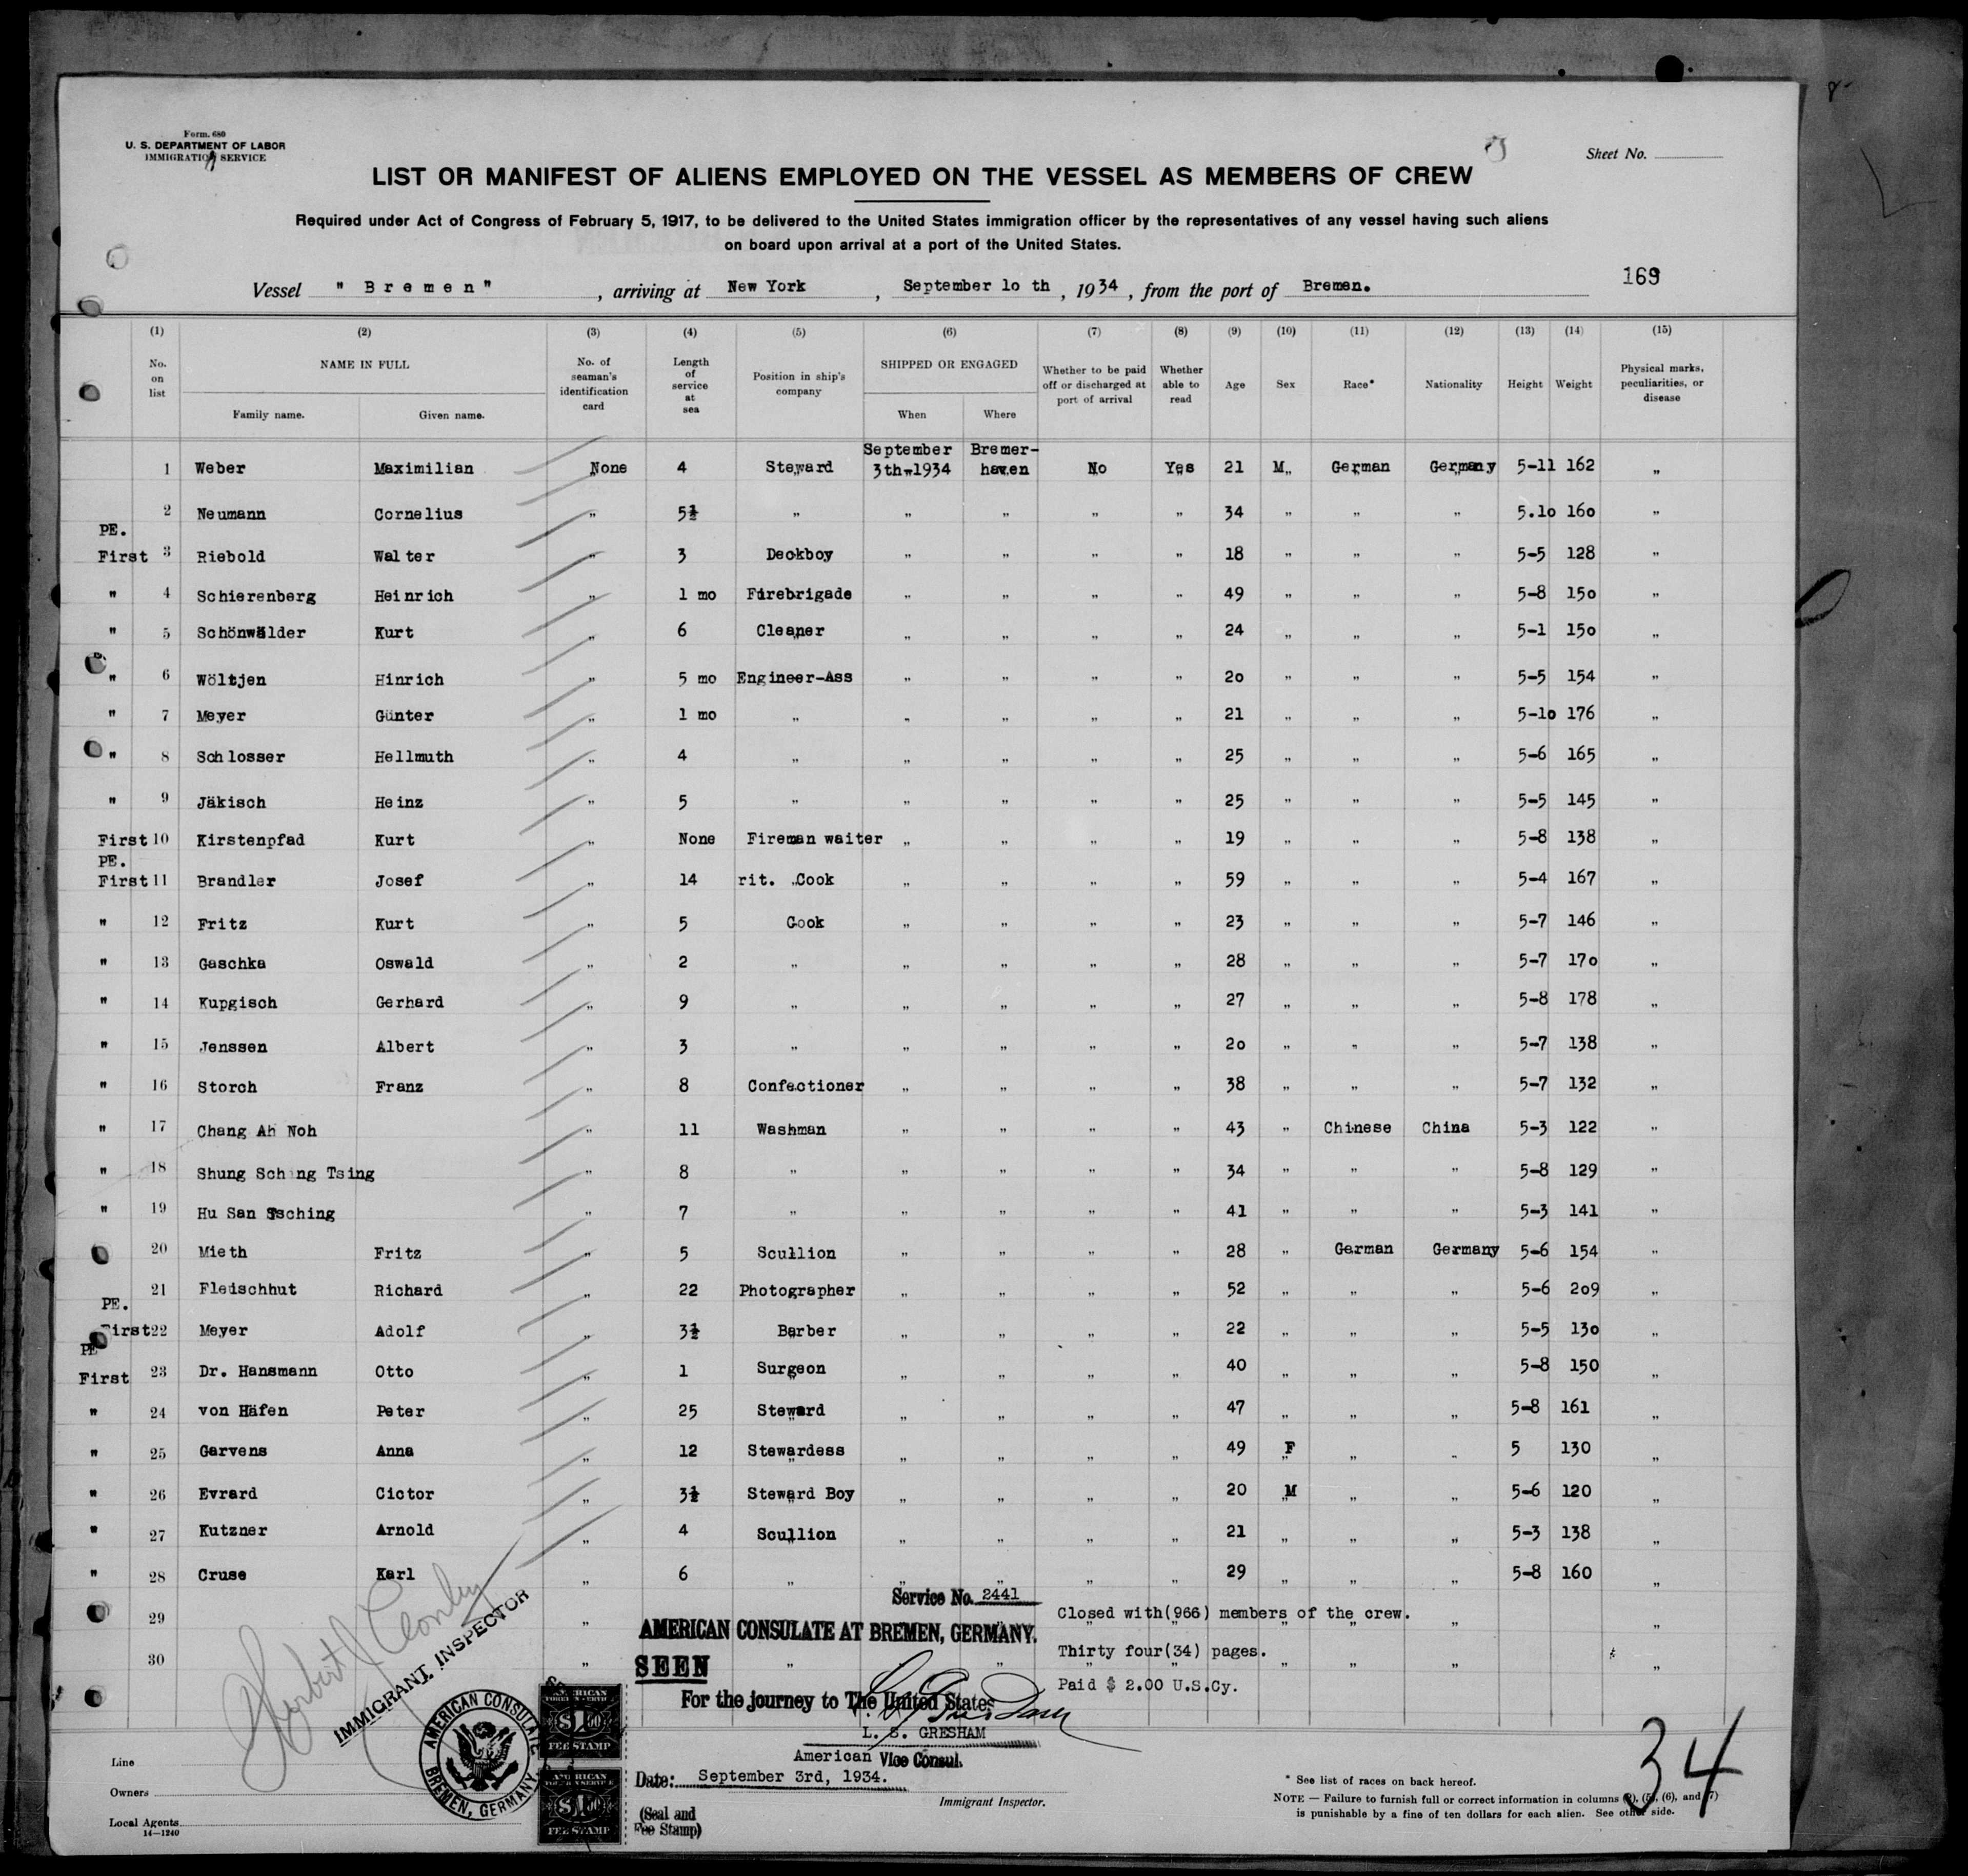 Form. 680
U. S. DEPARTMENT OF LABOR
IMMIGRATION SERVICE
Sheet No.
LIST OR MANIFEST OF ALIENS EMPLOYED ON THE VESSEL AS MEMBERS OF CREW
Required under Act of Congress of February 5, 1917, to be delivered to the United States immigration officer by the representatives of any vessel having such aliens
on board upon arrival at a port of the United States.
169
Vessel " Bremen" , arriving at New York , September 1o th , 1934 , from the port of Bremen.
(1) (2) (3) (4) (5) (6) (7) (8) (9) (10) (11) (12) (13) (14) (15)
No. on list NAME IN FULL Family name. Given name. No. of seaman's identification card Length of service at sea Position in ship's company SHIPPED OR ENGAGED When Where Whether to be paid off or discharged at port of arrival Whether able to read Age Sex Race* Nationality Height Weight Physical marks, peculiarities, or disease
September Bremer-
1 Weber Maximilian None 4 Steward 3th 1934 haven No Yes 21 M German Germany 5-11 162 "
2 Neumann Cornelius " 5½ " " " " " 34 " " " 5.1o 16o "
PE.
First 3 Riebold Walter " 3 Deckboy " " " " 18 " " " 5-5 128 "
" 4 Schierenberg Heinrich " 1 mo Firebrigade " " " " 49 " " " 5-8 15o "
" 5 Schönwälder Kurt " 6 Cleaner " " " " 24 " " " 5-1 15o "
" 6 Wöltjen Hinrich " 5 mo Engineer-Ass " " " " 2o " " " 5-5 154 "
" 7 Meyer Günter " 1 mo " " " " " 21 " " " 5-1o 176 "
" 8 Schlosser Hellmuth " 4 " " " " " 25 " " " 5-6 165 "
" 9 Jäkisch Heinz " 5 " " " " " 25 " " " 5-5 145 "
First 10 Kirstenpfad Kurt " None Fireman waiter " " " " 19 " " " 5-8 138 "
PE.
First 11 Brandler Josef " 14 rit. Cook " " " " 59 " " " 5-4 167 "
" 12 Fritz Kurt " 5 Cook " " " " 23 " " " 5-7 146 "
" 13 Gaschka Oswald " 2 " " " " " 28 " " " 5-7 17o "
" 14 Kupgisch Gerhard " 9 " " " " " 27 " " " 5-8 178 "
" 15 Jenssen Albert " 3 " " " " " 2o " " " 5-7 138 "
" 16 Storch Franz " 8 Confectioner " " " " 38 " " " 5-7 132 "
" 17 Chang Ah Noh " 11 Washman " " " " 43 " Chinese China 5-3 122 "
" 18 Shung Sching Tsing " 8 " " " " " 34 " " " 5-8 129 "
" 19 Hu San Tsching " 7 " " " " " 41 " " " 5-3 141 "
20 Mieth Fritz " 5 Scullion " " " " 28 " German Germany 5-6 154 "
21 Fleischhut Richard " 22 Photographer " " " " 52 " " " 5-6 2o9 "
PE.
First 22 Meyer Adolf " 3½ Barber " " " " 22 " " " 5-5 13o "
PE
First 23 Dr. Hansmann Otto " 1 Surgeon " " " " 40 " " " 5-8 150 "
" 24 von Häfen Peter " 25 Steward " " " " 47 " " " 5-8 161 "
" 25 Garvens Anna " 12 Stewardess " " " " 49 F " " 5 130 "
" 26 Evrard Cictor " 3½ Steward Boy " " " " 20 M " " 5-6 120 "
" 27 Kutzner Arnold " 4 Scullion " " " " 21 " " " 5-3 138 "
" 28 Cruse Karl " 6 " " " " " 29 " " " 5-8 160 "
Service No. 2441
29 " Closed with(966) members of the crew. " "
AMERICAN CONSULATE AT BREMEN, GERMANY.
30 " " " Thirty four(34) pages. " " " "
SEEN
Paid $ 2.00 U.S.Cy.
For the journey to The United States
IMMIGRANT INSPECTOR
AMERICAN CONSULATE
BREMEN, GERMANY
AMERICAN
FEE STAMP
AMERICAN
FEE STAMP
L. S. GRESHAM
American Vice Consul.
Date: September 3rd, 1934.
(Seal and
Fee Stamp)
Immigrant Inspector.
Line
Owners
Local Agents
14—1240
* See list of races on back hereof.
NOTE — Failure to furnish full or correct information in columns (2), (5), (6), and (7)
is punishable by a fine of ten dollars for each alien. See other side.
34